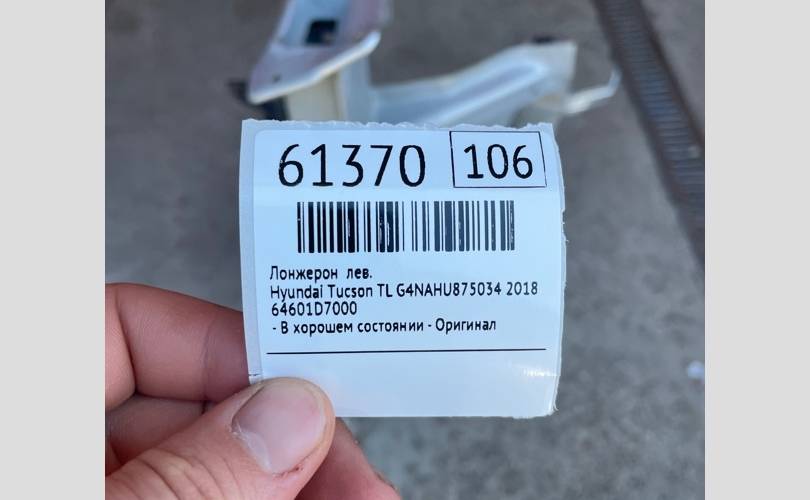 61370 106
Лонжерон лев.
Hyundai Tucson TL G4NAHU875034 2018
64601D7000
- В хорошем состоянии - Оригинал